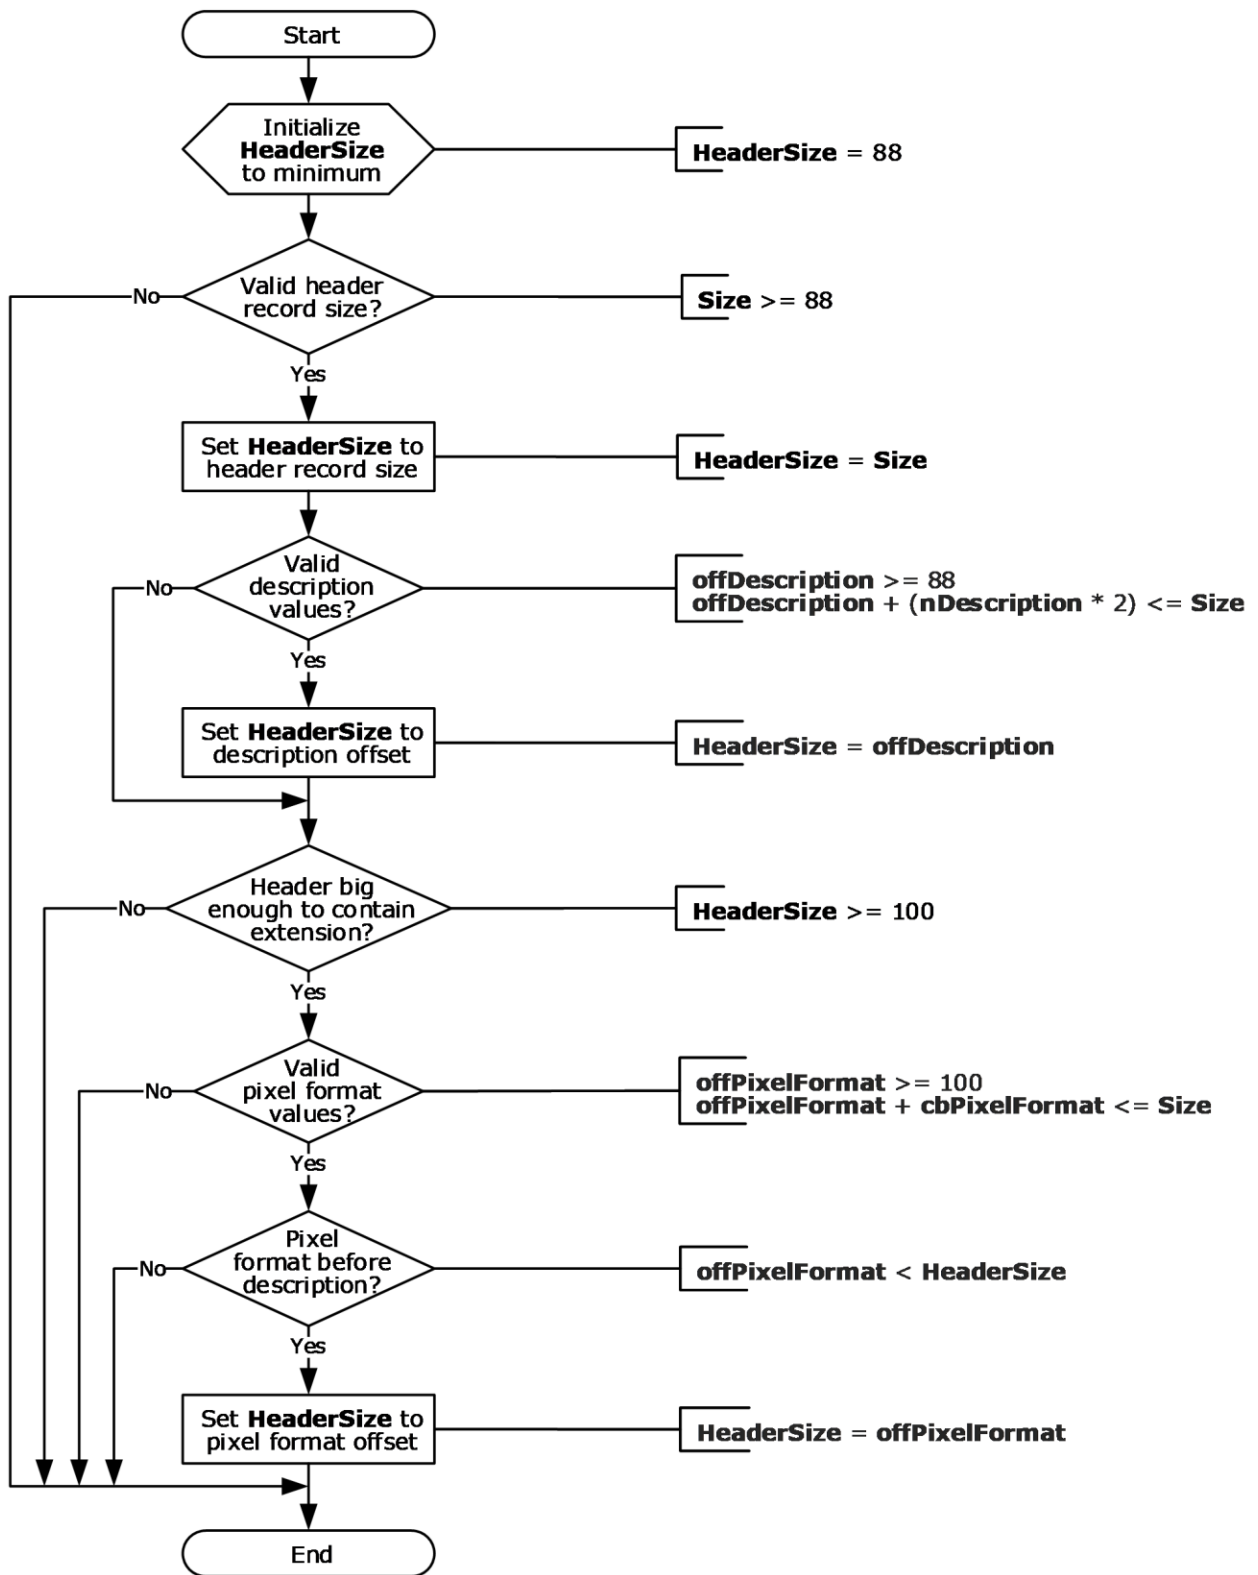 Start
Initialize
HeaderSize
to minimum
HeaderSize = 88
Valid header
record size?
No
Size >= 88
Yes
Set HeaderSize to
header record size
HeaderSize = Size
Valid
description
values?
No
offDescription >= 88
offDescription + (nDescription * 2) <= Size
Yes
Set HeaderSize to
description offset
HeaderSize = offDescription
Header big
enough to contain
extension?
No
HeaderSize >= 100
Yes
Valid
pixel format
values?
No
offPixelFormat >= 100
offPixelFormat + cbPixelFormat <= Size
Yes
Pixel
format before
description?
No
offPixelFormat < HeaderSize
Yes
Set HeaderSize to
pixel format offset
HeaderSize = offPixelFormat
End